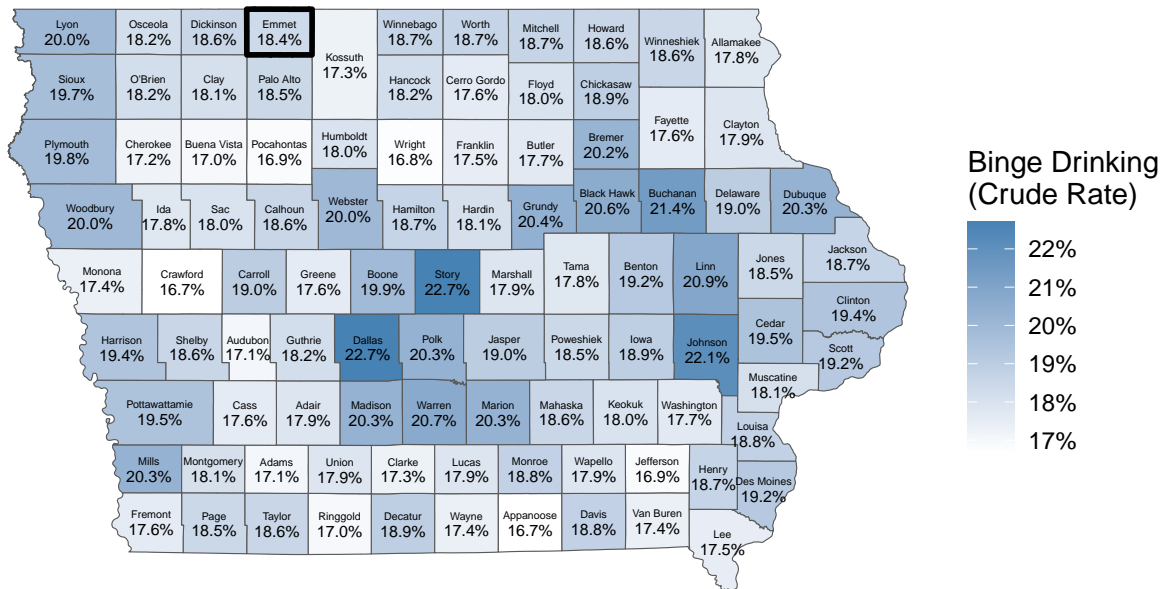 Lyon
20.0%
Osceola
18.2%
Dickinson
18.6%
Emmet
18.4%
Kossuth
17.3%
Winnebago
18.7%
Worth
18.7%
Mitchell
18.7%
Howard
18.6%
Winneshiek
18.6%
Allamakee
17.8%
Sioux
19.7%
O'Brien
18.2%
Clay
18.1%
Palo Alto
18.5%
Hancock
18.2%
Cerro Gordo
17.6%
Floyd
18.0%
Chickasaw
18.9%
Plymouth
19.8%
Cherokee
17.2%
Buena Vista
17.0%
Pocahontas
16.9%
Humboldt
18.0%
Wright
16.8%
Franklin
17.5%
Butler
17.7%
Bremer
20.2%
Fayette
17.6%
Clayton
17.9%
Woodbury
20.0%
Ida
17.8%
Sac
18.0%
Calhoun
18.6%
Webster
20.0%
Hamilton
18.7%
Hardin
18.1%
Grundy
20.4%
Black Hawk
20.6%
Buchanan
21.4%
Delaware
19.0%
Dubuque
20.3%
Monona
17.4%
Crawford
16.7%
Carroll
19.0%
Greene
17.6%
Boone
19.9%
Story
22.7%
Marshall
17.9%
Tama
17.8%
Benton
19.2%
Linn
20.9%
Jones
18.5%
Jackson
18.7%
Clinton
19.4%
Harrison
19.4%
Shelby
18.6%
Audubon
17.1%
Guthrie
18.2%
Dallas
22.7%
Polk
20.3%
Jasper
19.0%
Poweshiek
18.5%
Iowa
18.9%
Johnson
22.1%
Cedar
19.5%
Scott
19.2%
Muscatine
18.1%
Pottawattamie
19.5%
Cass
17.6%
Adair
17.9%
Madison
20.3%
Warren
20.7%
Marion
20.3%
Mahaska
18.6%
Keokuk
18.0%
Washington
17.7%
Louisa
18.8%
Mills
20.3%
Montgomery
18.1%
Adams
17.1%
Union
17.9%
Clarke
17.3%
Lucas
17.9%
Monroe
18.8%
Wapello
17.9%
Jefferson
16.9%
Henry
18.7%
Des Moines
19.2%
Fremont
17.6%
Page
18.5%
Taylor
18.6%
Ringgold
17.0%
Decatur
18.9%
Wayne
17.4%
Appanoose
16.7%
Davis
18.8%
Van Buren
17.4%
Lee
17.5%
Binge Drinking
(Crude Rate)
22%
21%
20%
19%
18%
17%